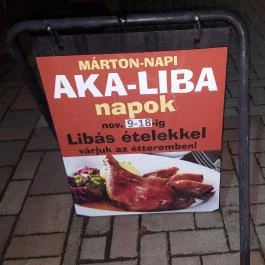 MÁRTON-NAPI
AKA-LIBA
napok
nov. 9-18-ig
Libás ételekkel
várjuk az étteremben!